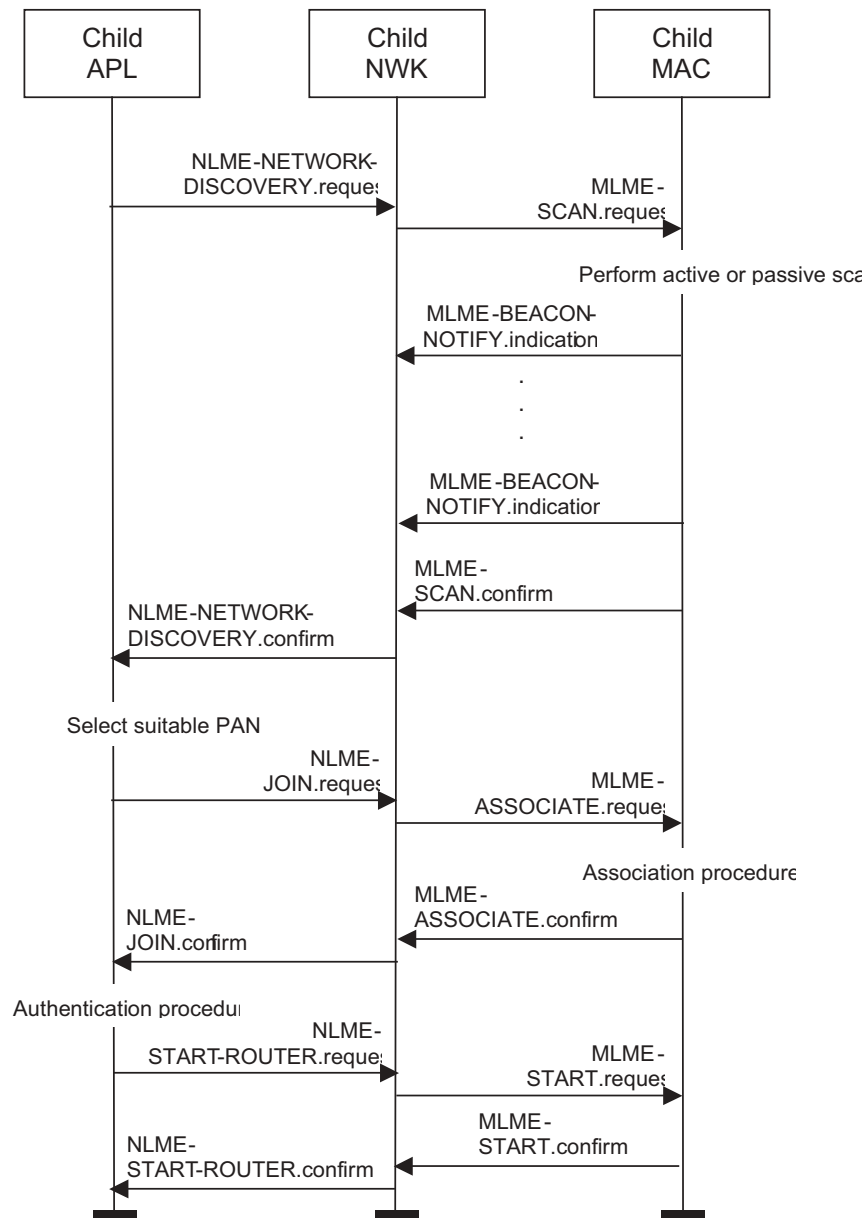 Child
APL
Child
NWK
Child
MAC
NLME-NETWORK-
DISCOVERY.reques
MLME-
SCAN.reques
Perform active or passive sca
MLME-BEACON-
NOTIFY.indication
.
.
.
MLME-BEACON-
NOTIFY.indication
MLME-
SCAN.confirm
NLME-NETWORK-
DISCOVERY.confirm
Select suitable PAN
NLME-
JOIN.reques
MLME-
ASSOCIATE.reques
Association procedure
MLME-
ASSOCIATE.confirm
NLME-
JOIN.confirm
Authentication procedu
NLME-
START-ROUTER.reques
MLME-
START.reques
MLME-
START.confirm
NLME-
START-ROUTER.confirm